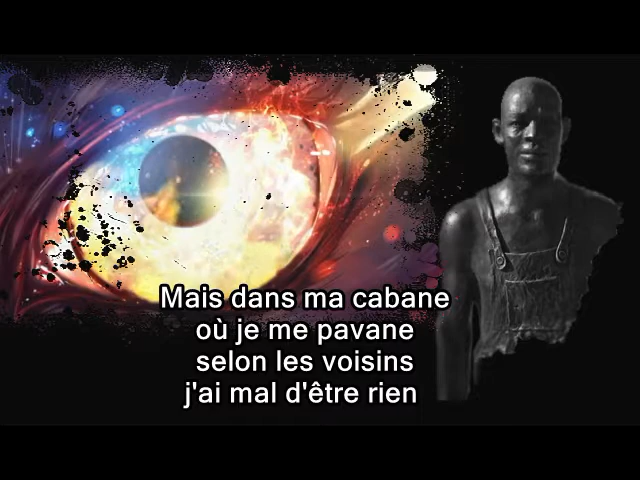 Mais dans ma cabane
où je me pavane
selon les voisins
j'ai mal d'être rien